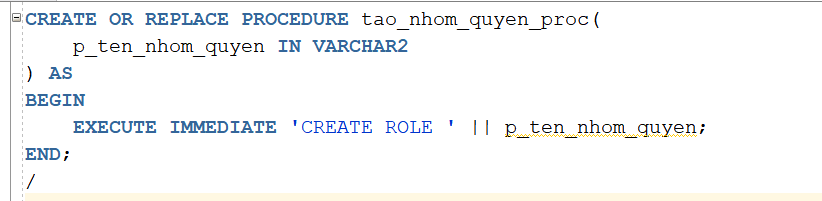 CREATE OR REPLACE PROCEDURE tao_nhom_quyen_proc(
    p_ten_nhom_quyen IN VARCHAR2
) AS
BEGIN
    EXECUTE IMMEDIATE 'CREATE ROLE ' || p_ten_nhom_quyen;
END;
/